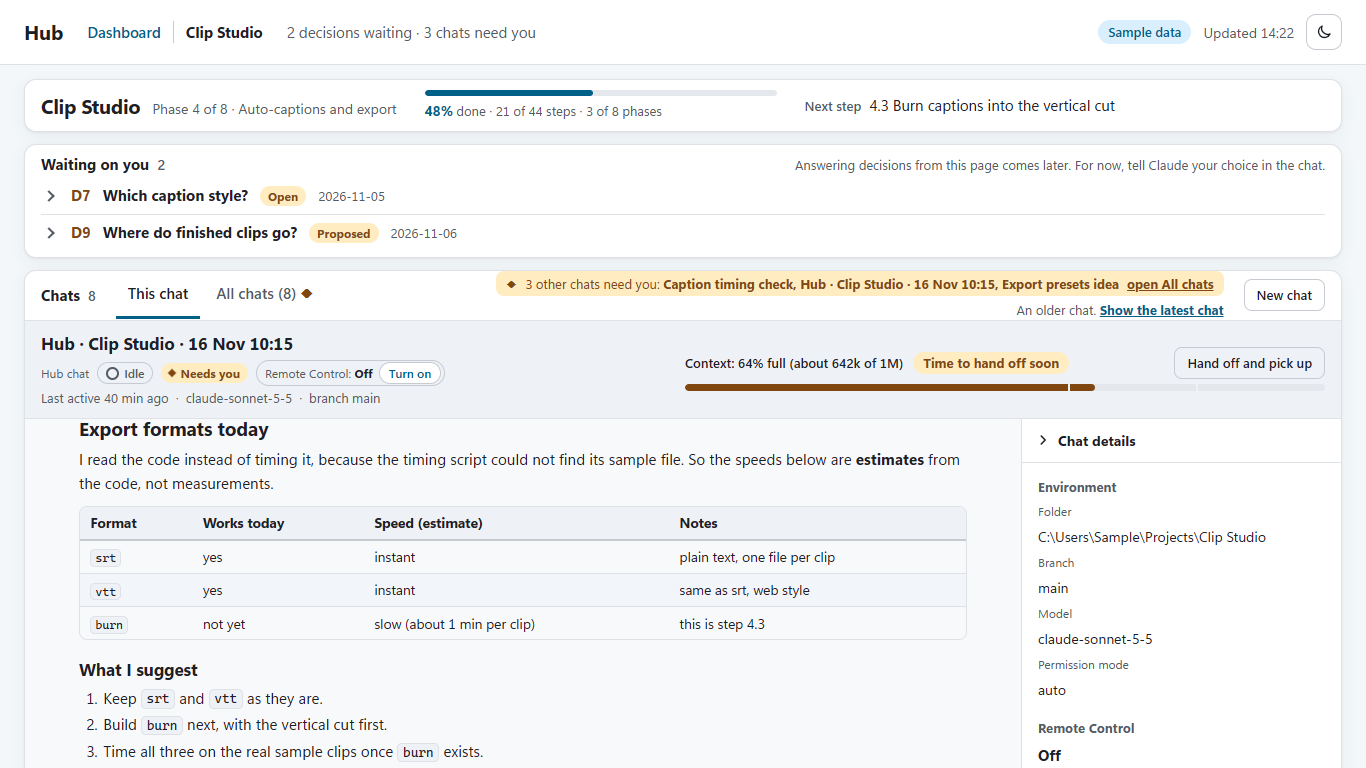 Hub Dashboard Clip Studio 2 decisions waiting · 3 chats need you Sample data Updated 14:22
Clip Studio Phase 4 of 8 · Auto-captions and export
48% done · 21 of 44 steps · 3 of 8 phases
Next step 4.3 Burn captions into the vertical cut
Waiting on you 2
Answering decisions from this page comes later. For now, tell Claude your choice in the chat.
D7 Which caption style? Open 2026-11-05
D9 Where do finished clips go? Proposed 2026-11-06
Chats 8 This chat All chats (8)
3 other chats need you: Caption timing check, Hub · Clip Studio · 16 Nov 10:15, Export presets idea open All chats
An older chat. Show the latest chat
New chat
Hub · Clip Studio · 16 Nov 10:15
Hub chat Idle Needs you Remote Control: Off Turn on
Last active 40 min ago · claude-sonnet-5-5 · branch main
Context: 64% full (about 642k of 1M) Time to hand off soon
Hand off and pick up
Export formats today
I read the code instead of timing it, because the timing script could not find its sample file. So the speeds below are estimates from
the code, not measurements.
Format Works today Speed (estimate) Notes
srt yes instant plain text, one file per clip
vtt yes instant same as srt, web style
burn not yet slow (about 1 min per clip) this is step 4.3
What I suggest
1. Keep srt and vtt as they are.
2. Build burn next, with the vertical cut first.
3. Time all three on the real sample clips once burn exists.
Chat details
Environment
Folder
C:\Users\Sample\Projects\Clip Studio
Branch
main
Model
claude-sonnet-5-5
Permission mode
auto
Remote Control
Off